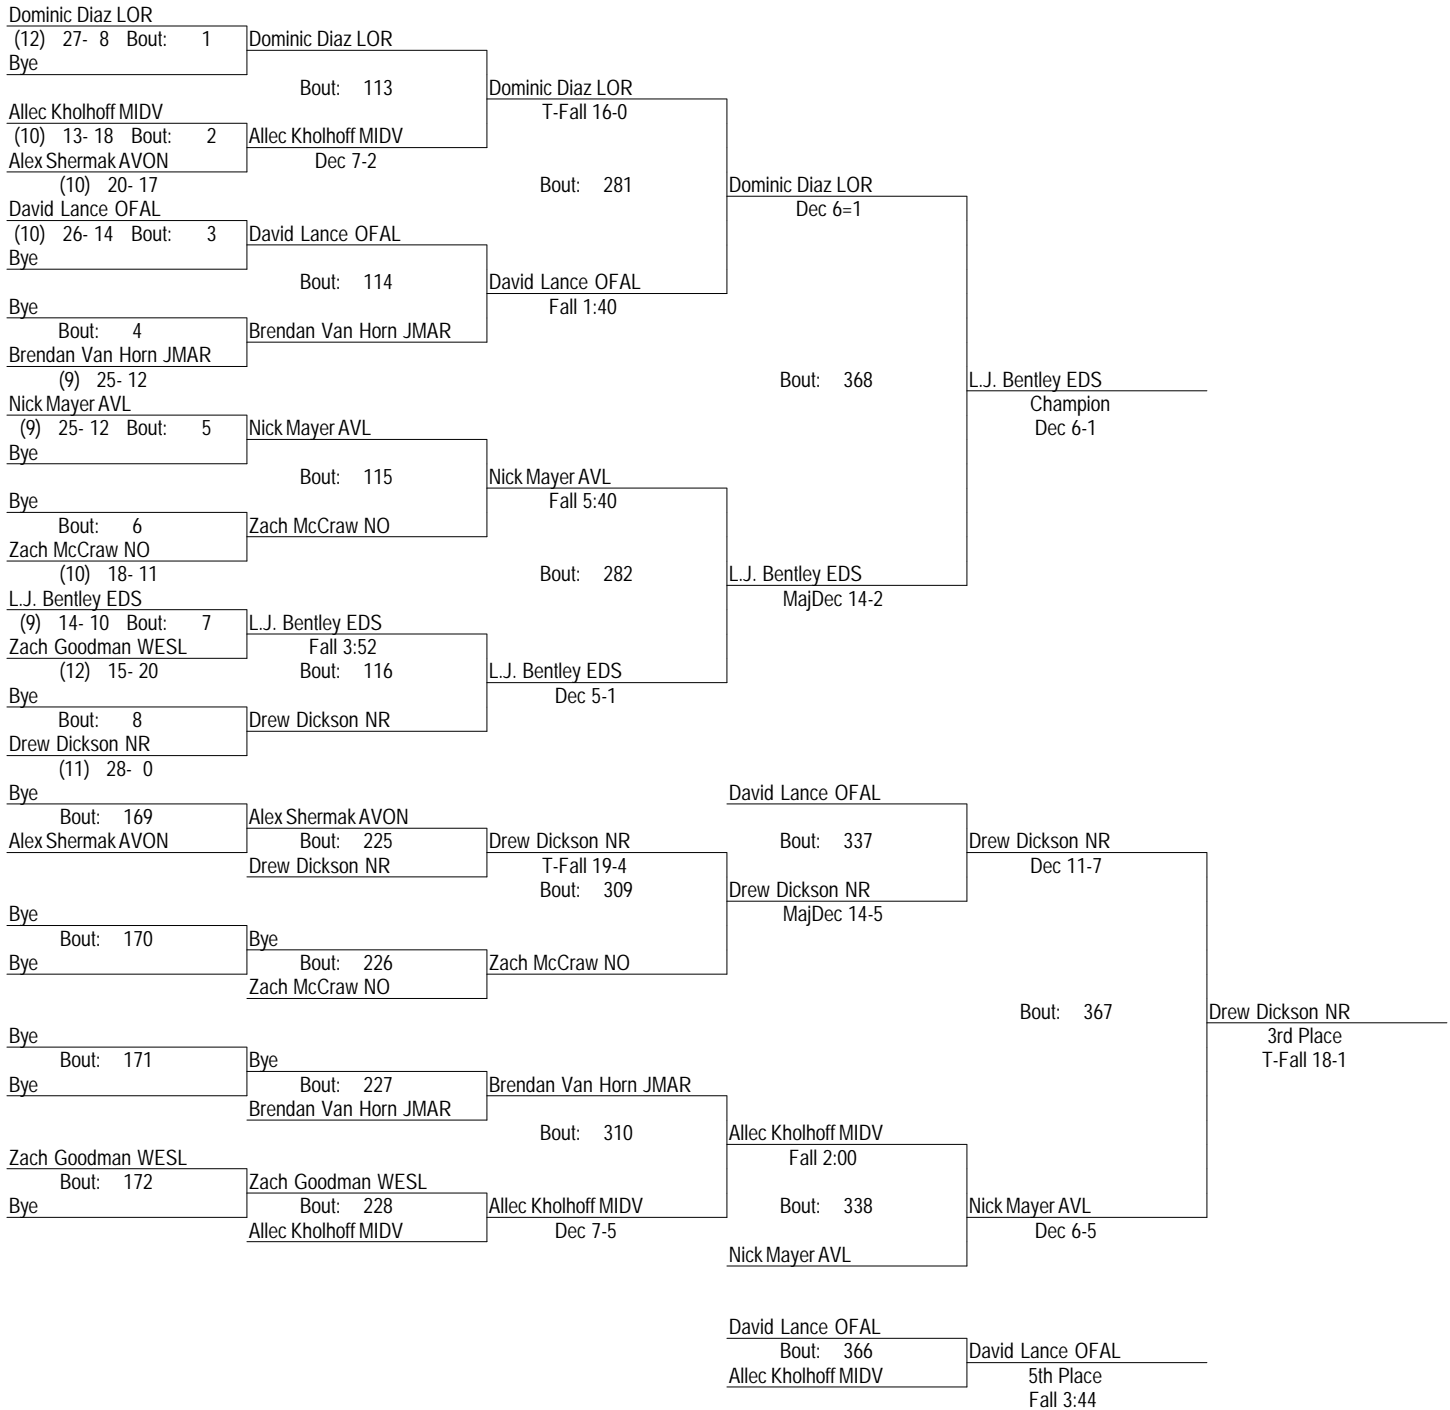 Dominic Diaz LOR
(12) 27- 8 Bout: 1 Dominic Diaz LOR
Bye
Bout: 113 Dominic Diaz LOR
Allec Kholhoff MIDV T-Fall 16-0
(10) 13- 18 Bout: 2 Allec Kholhoff MIDV
Alex Shermak AVON Dec 7-2
(10) 20- 17 Bout: 281 Dominic Diaz LOR
David Lance OFAL Dec 6=1
(10) 26- 14 Bout: 3 David Lance OFAL
Bye
Bout: 114 David Lance OFAL
Bye Fall 1:40
Bout: 4 Brendan Van Horn JMAR
Brendan Van Horn JMAR
(9) 25- 12 Bout: 368 L.J. Bentley EDS
Nick Mayer AVL Champion
(9) 25- 12 Bout: 5 Nick Mayer AVL Dec 6-1
Bye
Bout: 115 Nick Mayer AVL
Bye Fall 5:40
Bout: 6 Zach McCraw NO
Zach McCraw NO
(10) 18- 11 Bout: 282 L.J. Bentley EDS
L.J. Bentley EDS MajDec 14-2
(9) 14- 10 Bout: 7 L.J. Bentley EDS
Zach Goodman WESL Fall 3:52
(12) 15- 20 Bout: 116 L.J. Bentley EDS
Bye Dec 5-1
Bout: 8 Drew Dickson NR
Drew Dickson NR
(11) 28- 0
Bye David Lance OFAL
Bout: 169 Alex Shermak AVON
Alex Shermak AVON Bout: 225 Drew Dickson NR Bout: 337 Drew Dickson NR
Drew Dickson NR T-Fall 19-4 Dec 11-7
Bout: 309 Drew Dickson NR
Bye MajDec 14-5
Bout: 170 Bye
Bye Bout: 226 Zach McCraw NO
Zach McCraw NO
Bout: 367 Drew Dickson NR
Bye 3rd Place
Bout: 171 Bye T-Fall 18-1
Bye Bout: 227 Brendan Van Horn JMAR
Brendan Van Horn JMAR
Bout: 310 Allec Kholhoff MIDV
Zach Goodman WESL Fall 2:00
Bout: 172 Zach Goodman WESL
Bye Bout: 228 Allec Kholhoff MIDV Bout: 338 Nick Mayer AVL
Allec Kholhoff MIDV Dec 7-5 Dec 6-5
Nick Mayer AVL
David Lance OFAL
Bout: 366 David Lance OFAL
Allec Kholhoff MIDV 5th Place
Fall 3:44